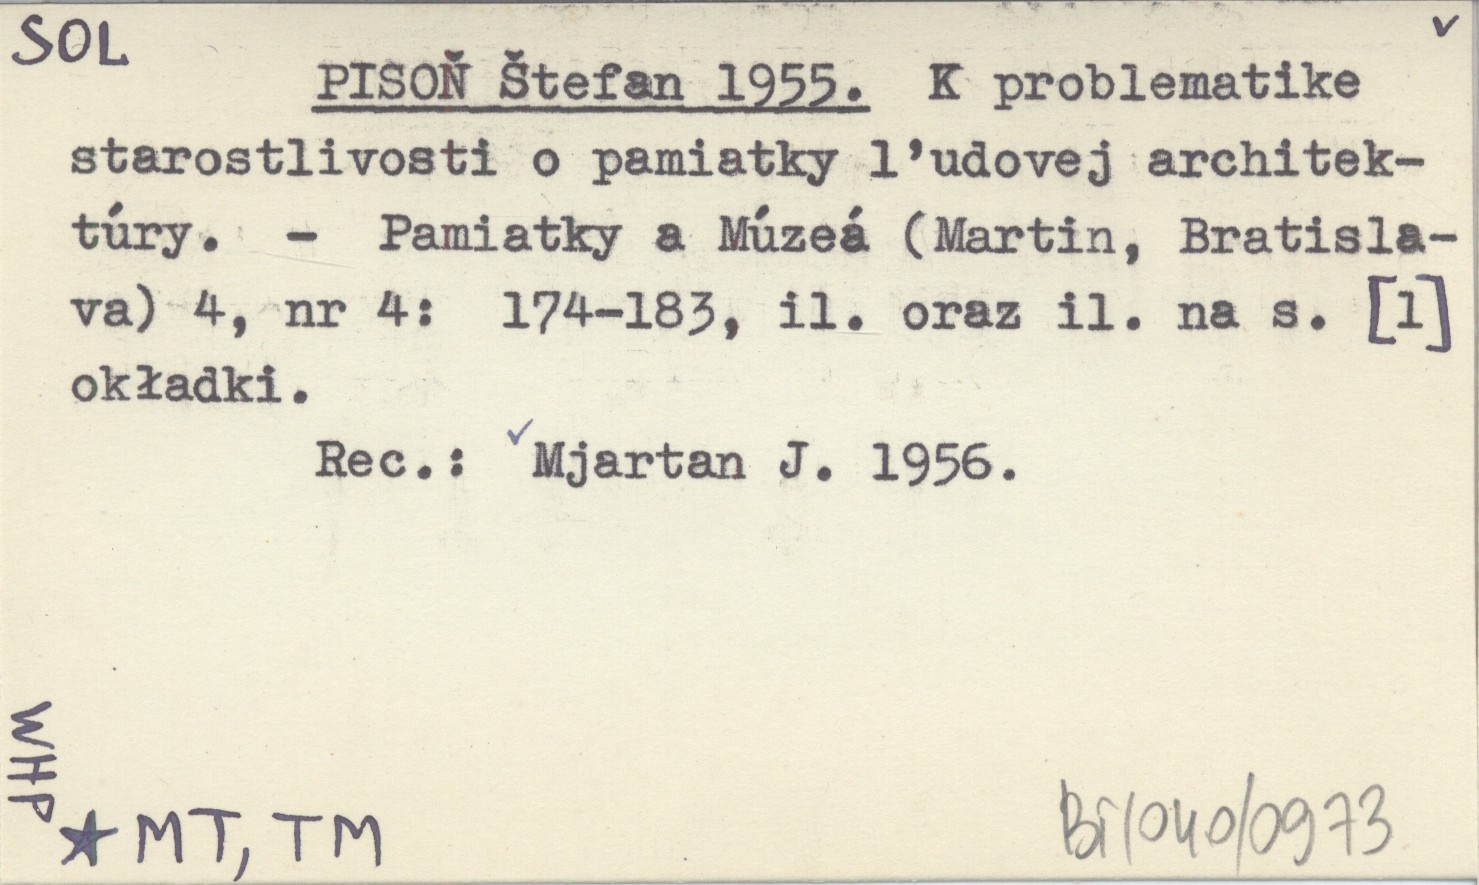 SOL
✓
PISOŇ Štefan 1955. K problematike
starostlivosti o pamiatky l'udovej architek-
túry. - Pamiatky a Múzeá (Martin, Bratisla-
va) 4, nr 4: 174-183, il. oraz il. na s. [1]
okładki.
Rec.: ✓Mjartan J. 1956.
WHP
★ MT, TM
Bi/040/0973